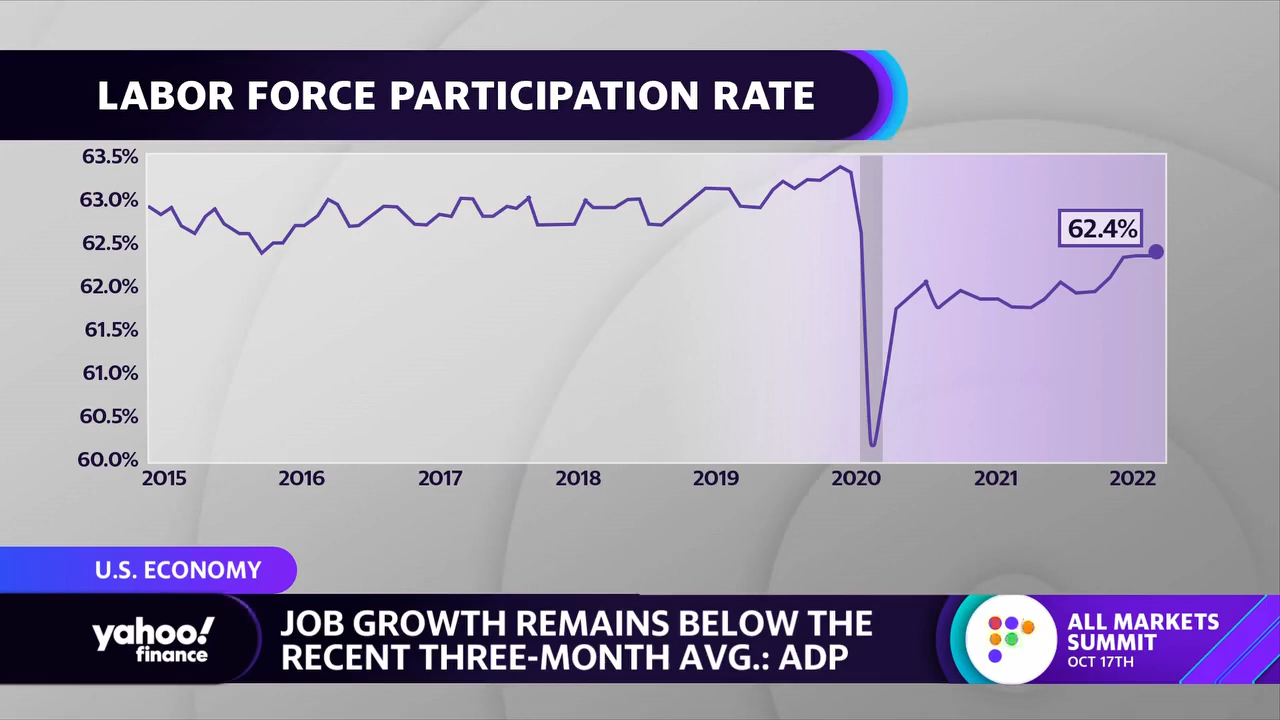 LABOR FORCE PARTICIPATION RATE
63.5%
63.0%
62.5%
62.0%
61.5%
61.0%
60.5%
60.0%
62.4%
2015 2016 2017 2018 2019 2020 2021 2022
U.S. ECONOMY
yahoo!
finance
JOB GROWTH REMAINS BELOW THE
RECENT THREE-MONTH AVG.: ADP
ALL MARKETS
SUMMIT
OCT 17TH